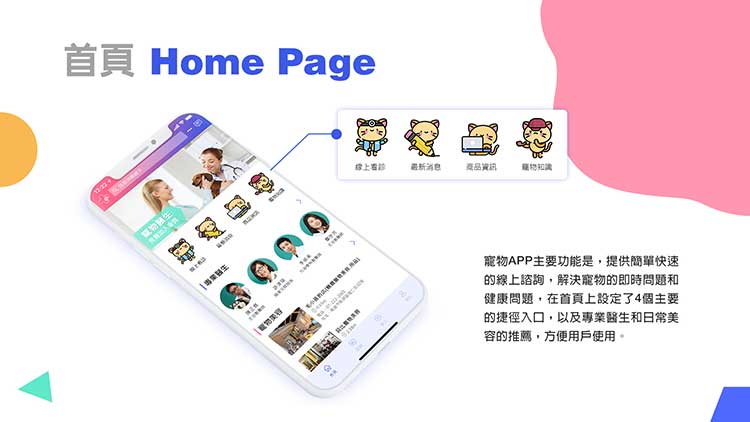 首頁 Home Page
線上看診
最新消息
商品資訊
寵物知識
12:22
寵物醫生
線上看診
最新消息
商品資訊
寵物知識
專業醫生
寵物美容
寵物APP主要功能是，提供簡單快速
的線上諮詢，解決寵物的即時問題和
健康問題，在首頁上設定了4個主要
的捷徑入口，以及專業醫生和日常美
容的推薦，方便用戶使用。